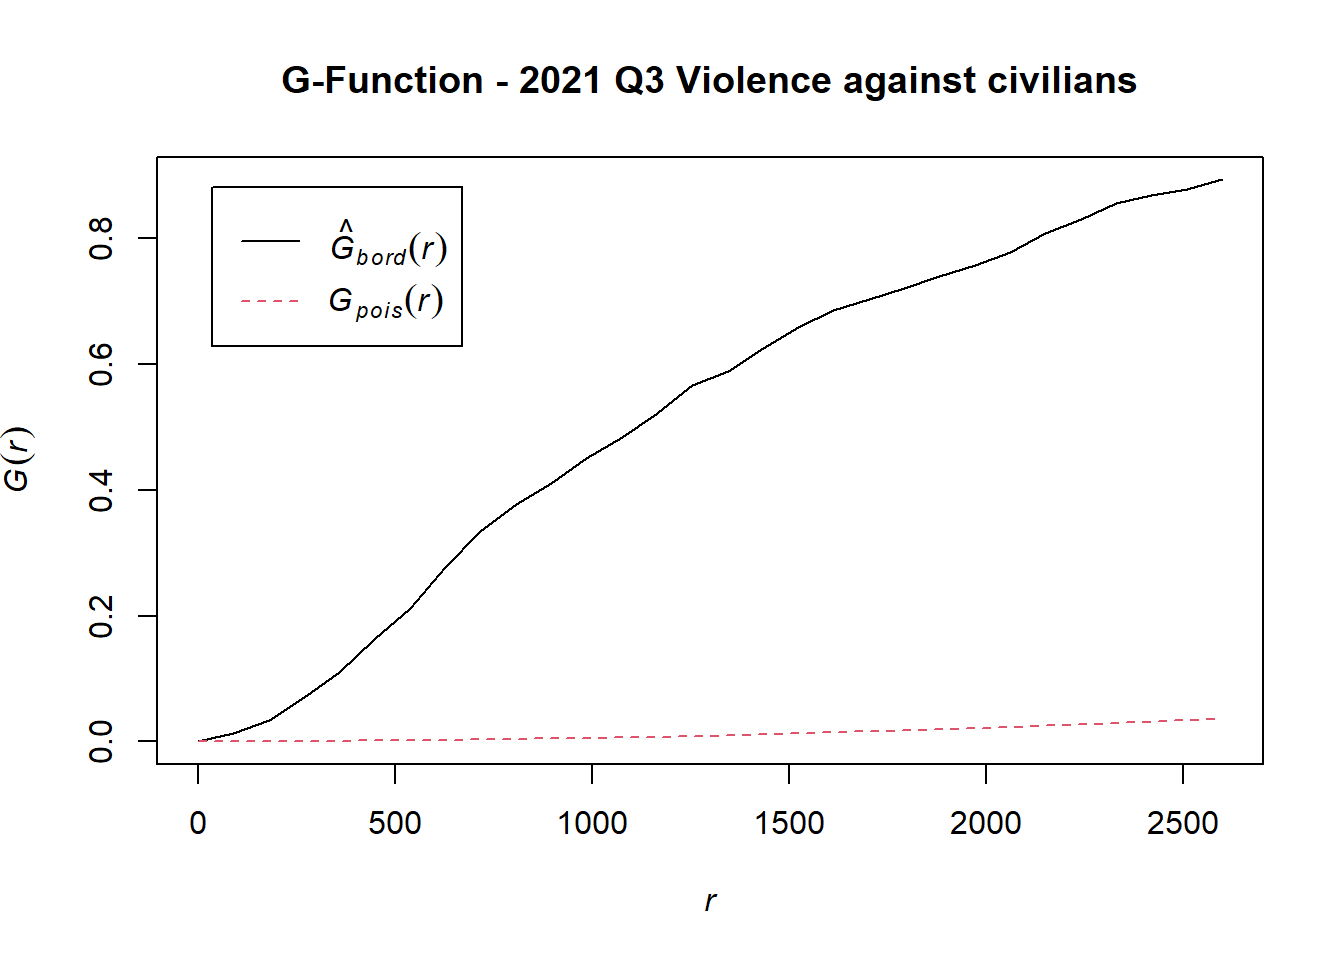 G-Function - 2021 Q3 Violence against civilians
Ĝbord(r)
Gpois(r)
G(r)
0.8
0.6
0.4
0.2
0.0
0 500 1000 1500 2000 2500
r